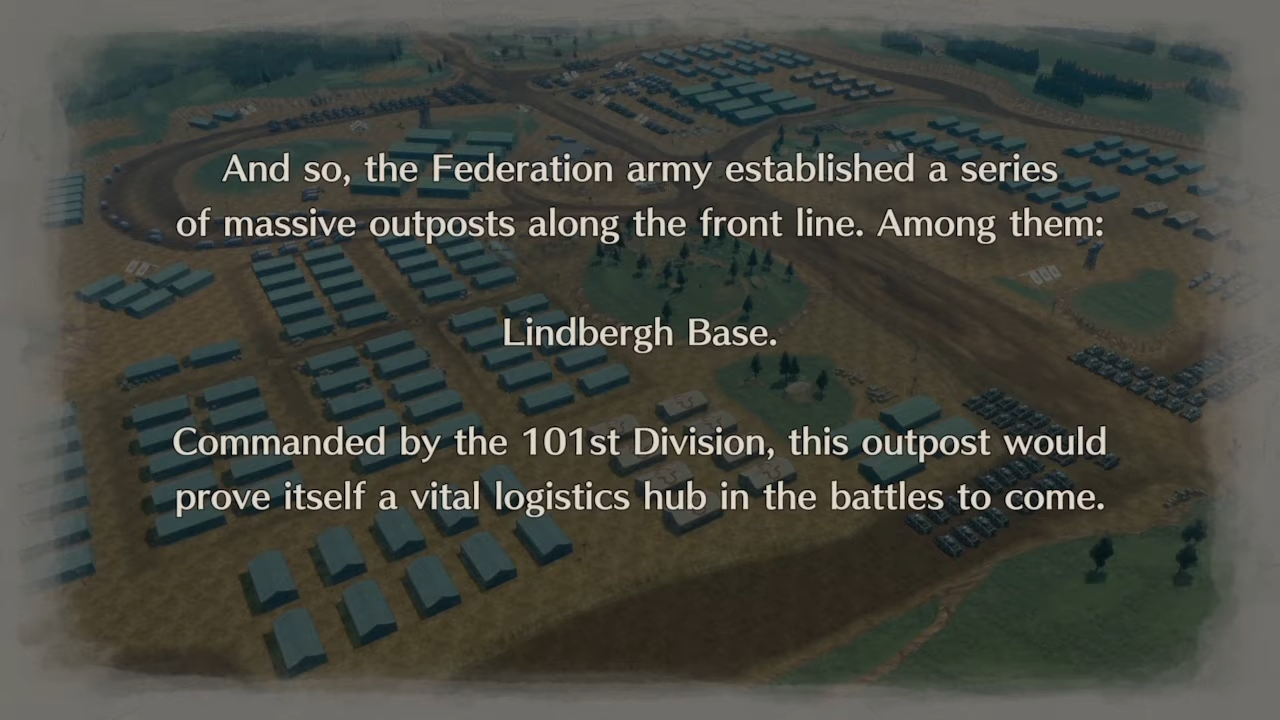 And so, the Federation army established a series
of massive outposts along the front line. Among them:
Lindbergh Base.
Commanded by the 101st Division, this outpost would
prove itself a vital logistics hub in the battles to come.